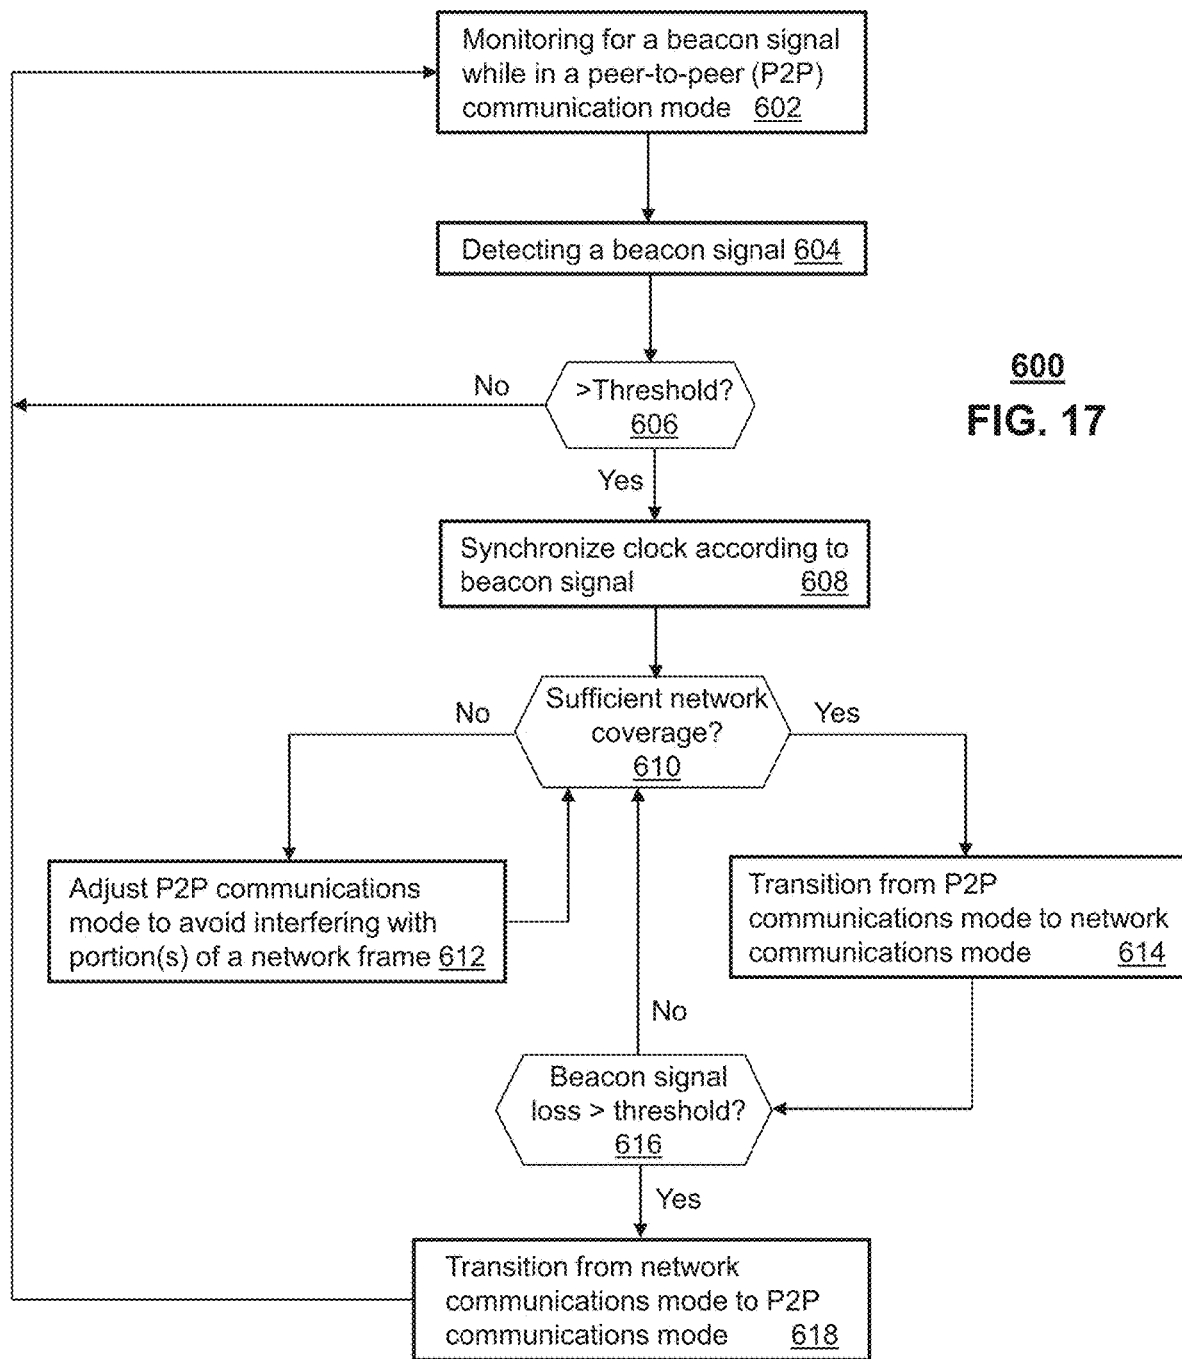 Monitoring for a beacon signal
while in a peer-to-peer (P2P)
communication mode 602
Detecting a beacon signal 604
>Threshold?
606
No
Yes
600
FIG. 17
Synchronize clock according to
beacon signal 608
Sufficient network
coverage?
610
No
Yes
Adjust P2P communications
mode to avoid interfering with
portion(s) of a network frame 612
Transition from P2P
communications mode to network
communications mode 614
No
Beacon signal
loss > threshold?
616
Yes
Transition from network
communications mode to P2P
communications mode 618